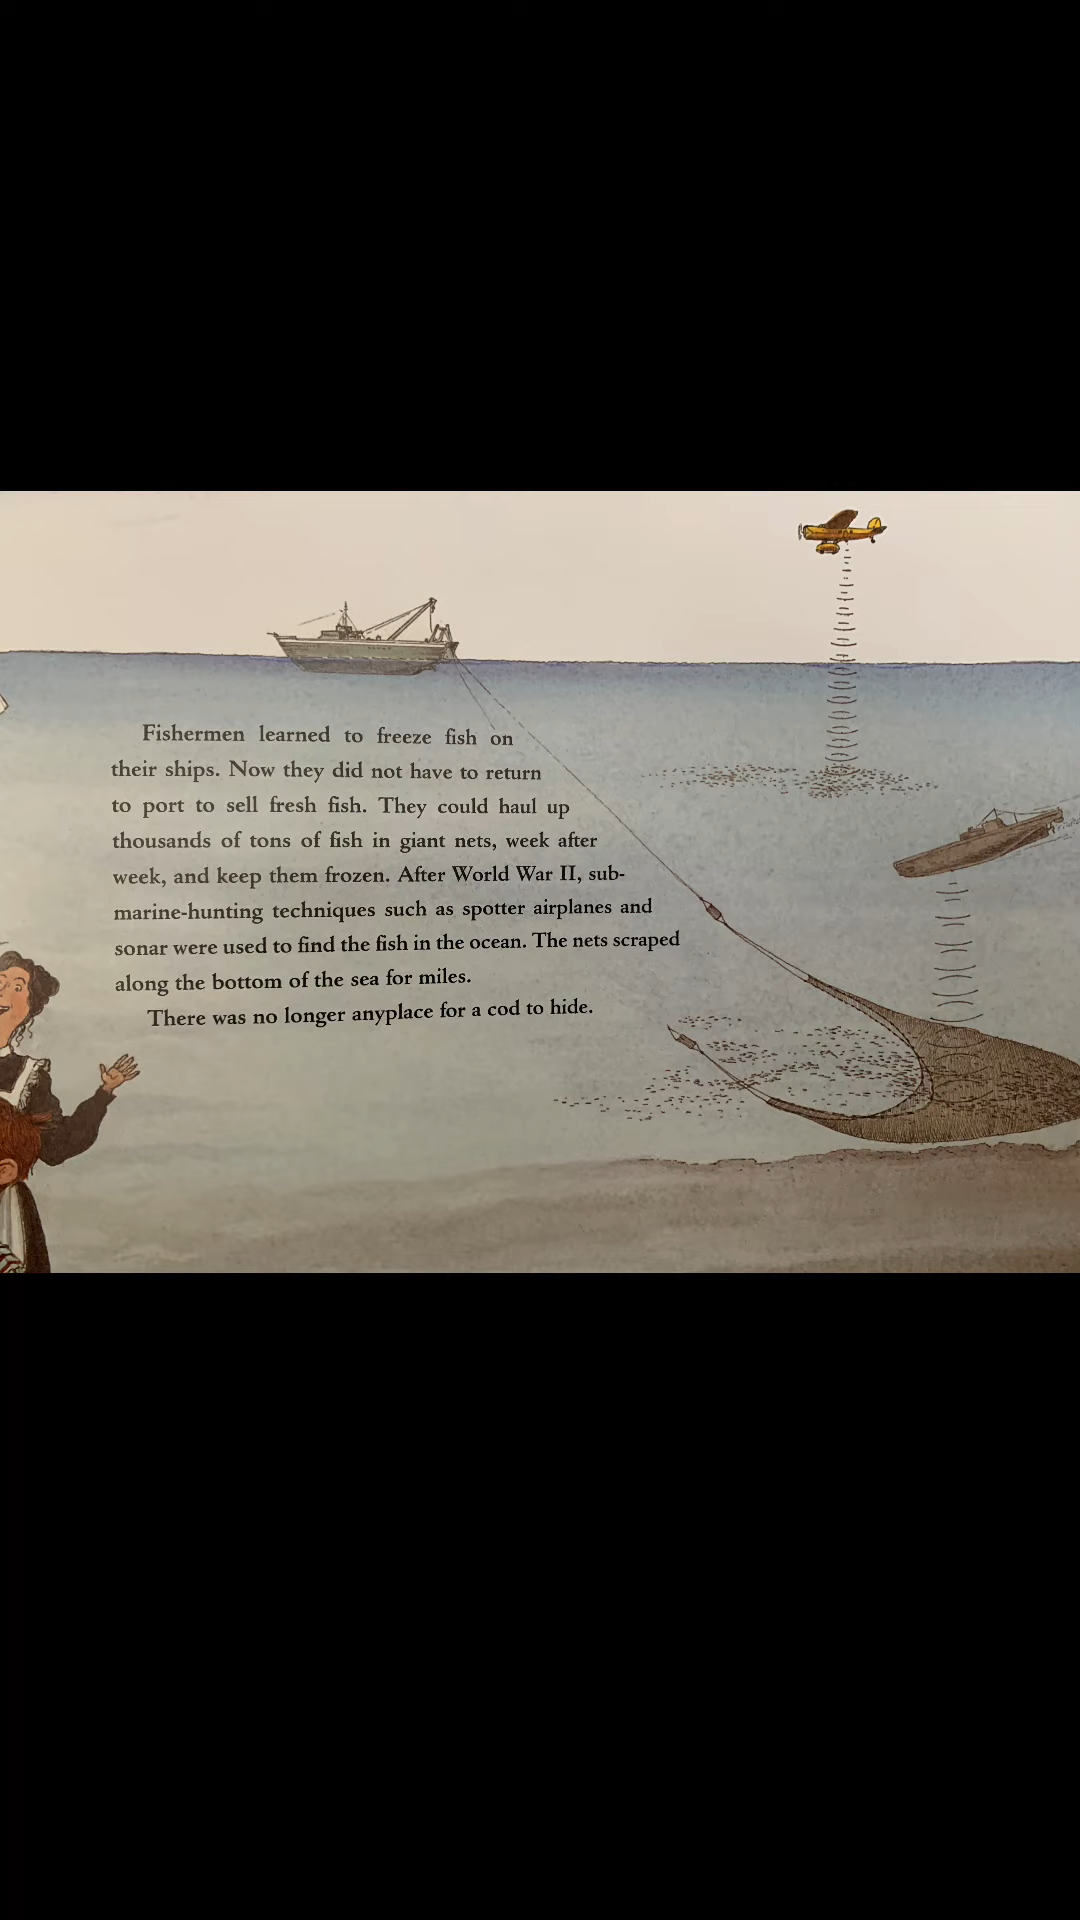 Fishermen learned to freeze fish on
their ships. Now they did not have to return
to port to sell fresh fish. They could haul up
thousands of tons of fish in giant nets, week after
week, and keep them frozen. After World War II, sub-
marine-hunting techniques such as spotter airplanes and
sonar were used to find the fish in the ocean. The nets scraped
along the bottom of the sea for miles.
There was no longer anyplace for a cod to hide.